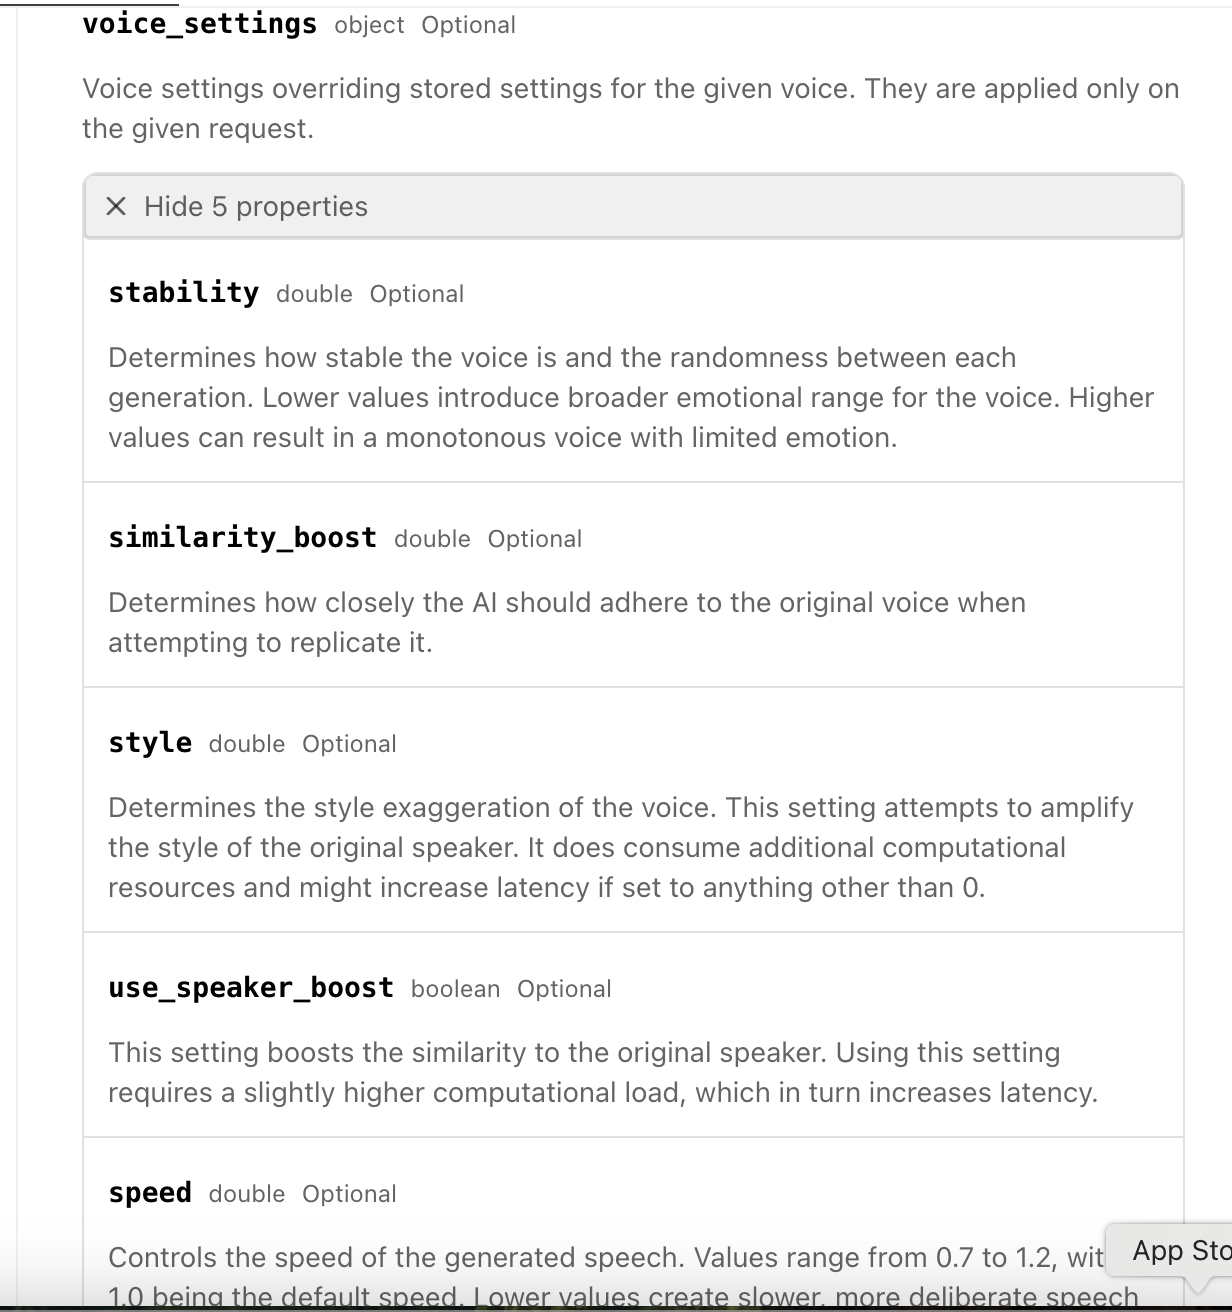 voice_settings object Optional
Voice settings overriding stored settings for the given voice. They are applied only on
the given request.
Hide 5 properties
stability double Optional
Determines how stable the voice is and the randomness between each
generation. Lower values introduce broader emotional range for the voice. Higher
values can result in a monotonous voice with limited emotion.
similarity_boost double Optional
Determines how closely the AI should adhere to the original voice when
attempting to replicate it.
style double Optional
Determines the style exaggeration of the voice. This setting attempts to amplify
the style of the original speaker. It does consume additional computational
resources and might increase latency if set to anything other than 0.
use_speaker_boost boolean Optional
This setting boosts the similarity to the original speaker. Using this setting
requires a slightly higher computational load, which in turn increases latency.
speed double Optional
Controls the speed of the generated speech. Values range from 0.7 to 1.2, wit
App Sto
1.0 being the default speed. Lower values create slower, more deliberate speech